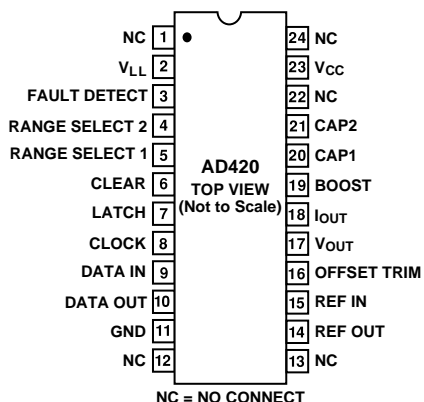 NC 1 24 NC
VLL 2 23 VCC
FAULT DETECT 3 22 NC
RANGE SELECT 2 4 21 CAP2
RANGE SELECT 1 5 20 CAP1
AD420
TOP VIEW
(Not to Scale)
CLEAR 6 19 BOOST
LATCH 7 18 IOUT
CLOCK 8 17 VOUT
DATA IN 9 16 OFFSET TRIM
DATA OUT 10 15 REF IN
GND 11 14 REF OUT
NC 12 13 NC
NC = NO CONNECT